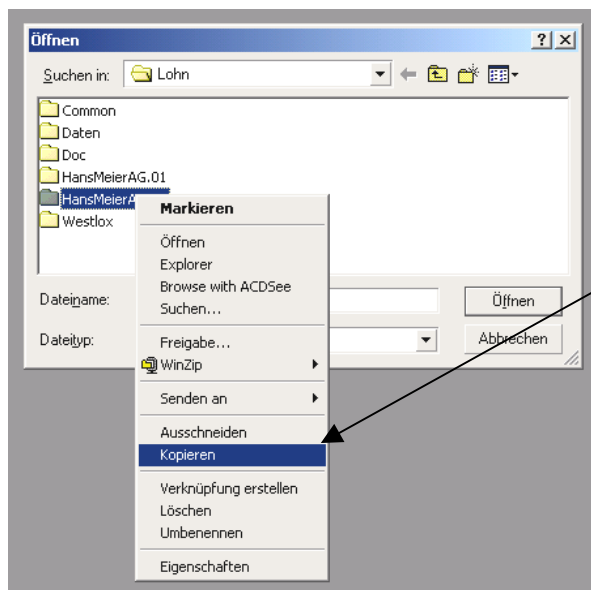 Öffnen
Suchen in: Lohn
Common
Daten
Doc
HansMeierAG.01
HansMeierA
Westlox
Markieren
Öffnen
Explorer
Browse with ACDSee
Suchen...
Freigabe...
WinZip
Senden an
Ausschneiden
Kopieren
Verknüpfung erstellen
Löschen
Umbenennen
Eigenschaften
Dateiname:
Öffnen
Dateityp:
Abbrechen